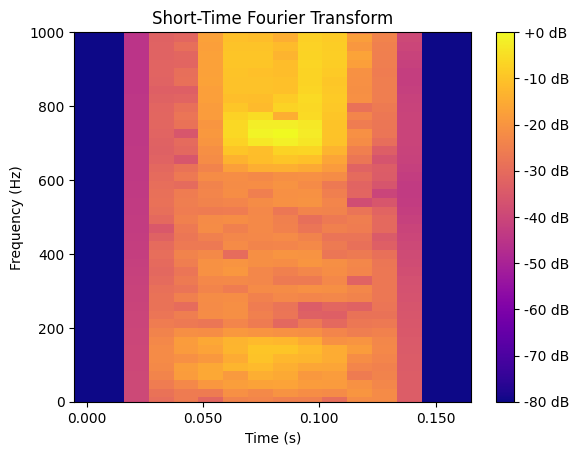 Short-Time Fourier Transform
1000
800
600
400
200
0
Frequency (Hz)
0.000
0.050
0.100
0.150
Time (s)
+0 dB
-10 dB
-20 dB
-30 dB
-40 dB
-50 dB
-60 dB
-70 dB
-80 dB